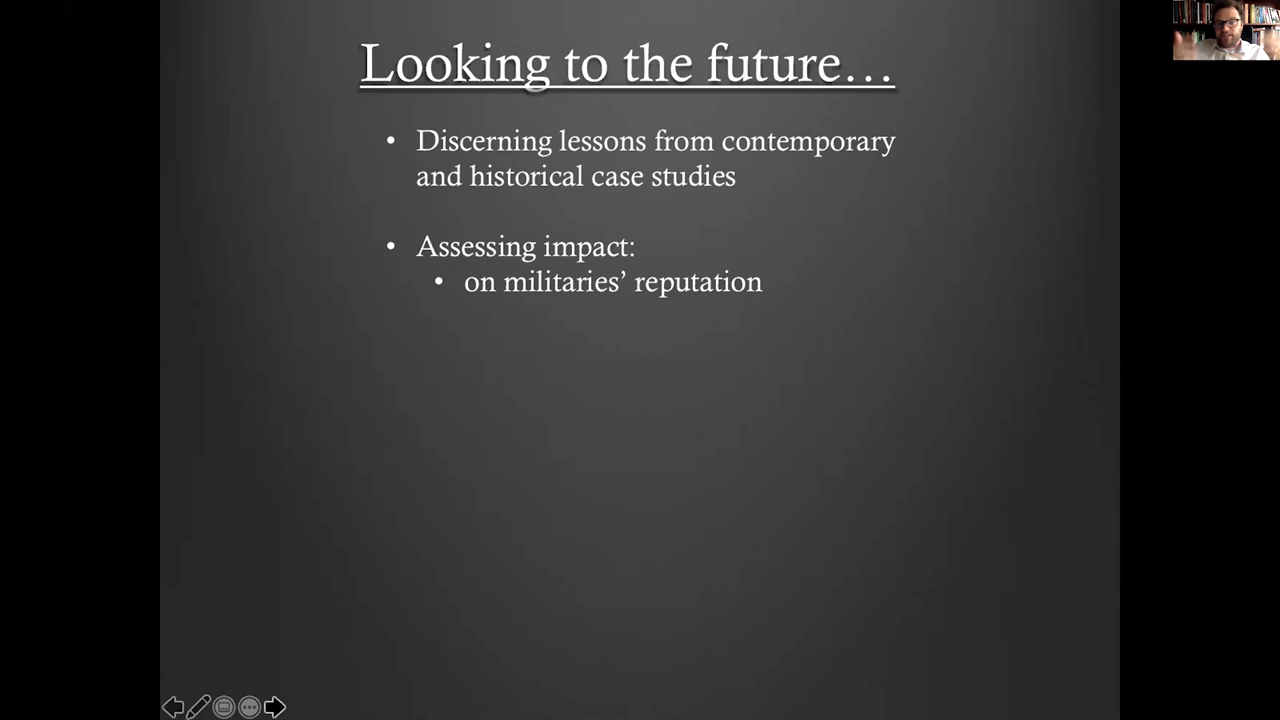 Looking to the future…
• Discerning lessons from contemporary
and historical case studies
• Assessing impact:
• on militaries’ reputation